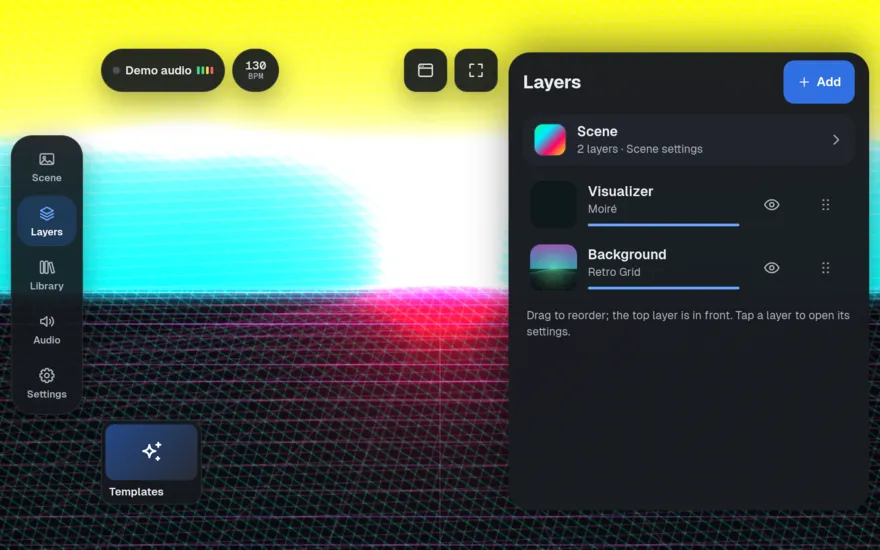 Demo audio
130
BPM
Scene
Layers
Library
Audio
Settings
Templates
Layers
Add
Scene
2 layers · Scene settings
Visualizer
Moiré
Background
Retro Grid
Drag to reorder; the top layer is in front. Tap a layer to open its
settings.